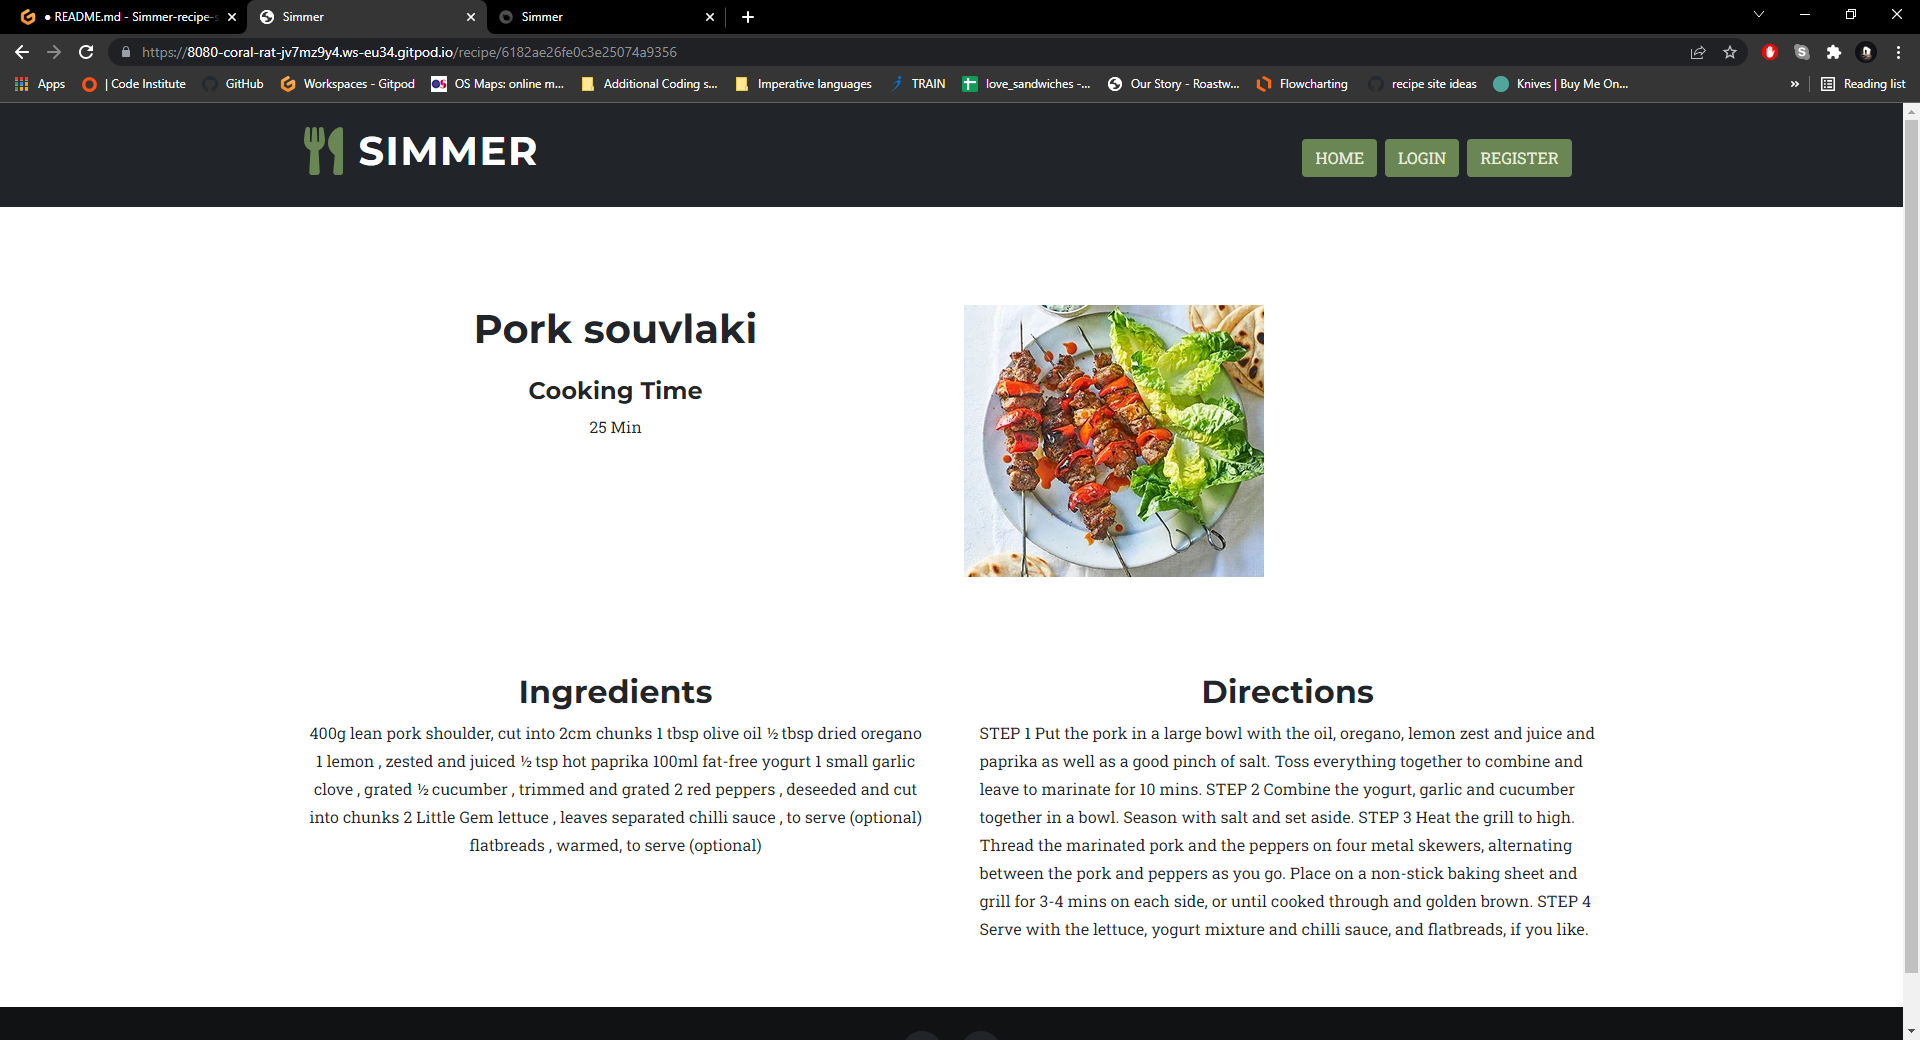 README.md - Simmer-recipe-s
Simmer
Simmer
https://8080-coral-rat-jv7mz9y4.ws-eu34.gitpod.io/recipe/6182ae26fe0c3e25074a9356
Apps | Code Institute GitHub Workspaces - Gitpod OS Maps: online m... Additional Coding s... Imperative languages TRAIN love_sandwiches -... Our Story - Roastw... Flowcharting recipe site ideas Knives | Buy Me On... » Reading list
SIMMER
HOME LOGIN REGISTER
Pork souvlaki
Cooking Time
25 Min
Ingredients
400g lean pork shoulder, cut into 2cm chunks 1 tbsp olive oil ½ tbsp dried oregano
1 lemon , zested and juiced ½ tsp hot paprika 100ml fat-free yogurt 1 small garlic
clove , grated ½ cucumber , trimmed and grated 2 red peppers , deseeded and cut
into chunks 2 Little Gem lettuce , leaves separated chilli sauce , to serve (optional)
flatbreads , warmed, to serve (optional)
Directions
STEP 1 Put the pork in a large bowl with the oil, oregano, lemon zest and juice and
paprika as well as a good pinch of salt. Toss everything together to combine and
leave to marinate for 10 mins. STEP 2 Combine the yogurt, garlic and cucumber
together in a bowl. Season with salt and set aside. STEP 3 Heat the grill to high.
Thread the marinated pork and the peppers on four metal skewers, alternating
between the pork and peppers as you go. Place on a non-stick baking sheet and
grill for 3-4 mins on each side, or until cooked through and golden brown. STEP 4
Serve with the lettuce, yogurt mixture and chilli sauce, and flatbreads, if you like.